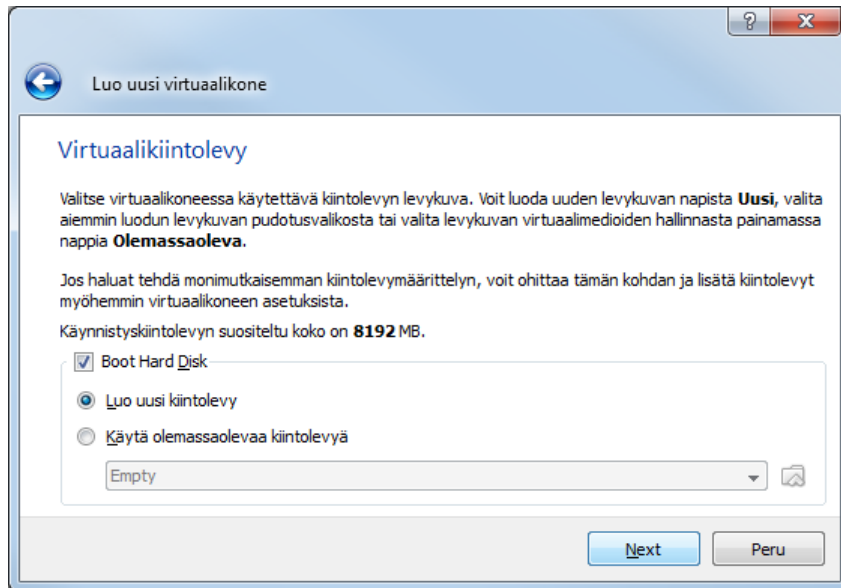 Luo uusi virtuaalikone
Virtuaalikiintolevy
Valitse virtuaalikoneessa käytettävä kiintolevyn levykuva. Voit luoda uuden levykuvan napista Uusi, valita
aiemmin luodun levykuvan pudotusvalikosta tai valita levykuvan virtuaalimedioiden hallinnasta painamassa
nappia Olemassaoleva.
Jos haluat tehdä monimutkaisemman kiintolevymäärittelyn, voit ohittaa tämän kohdan ja lisätä kiintolevyt
myöhemmin virtuaalikoneen asetuksista.
Käynnistyskiintolevyn suositeltu koko on 8192 MB.
Boot Hard Disk
Luo uusi kiintolevy
Käytä olemassaolevaa kiintolevyä
Empty
Next
Peru